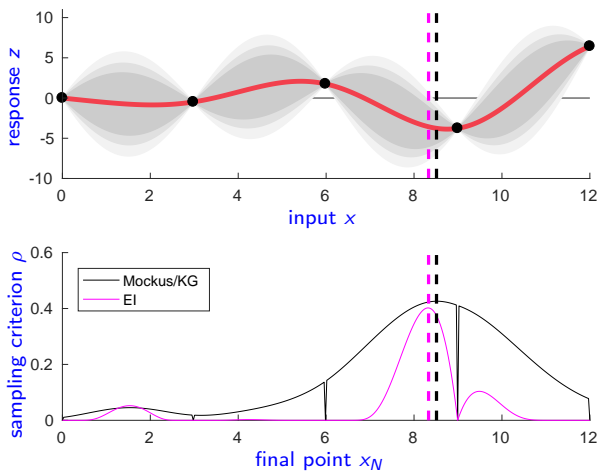 10
5
0
-5
-10
response z
0 2 4 6 8 10 12
input x
0.6
0.4
0.2
0
sampling criterion ρ
Mockus/KG
EI
0 2 4 6 8 10 12
final point x_N